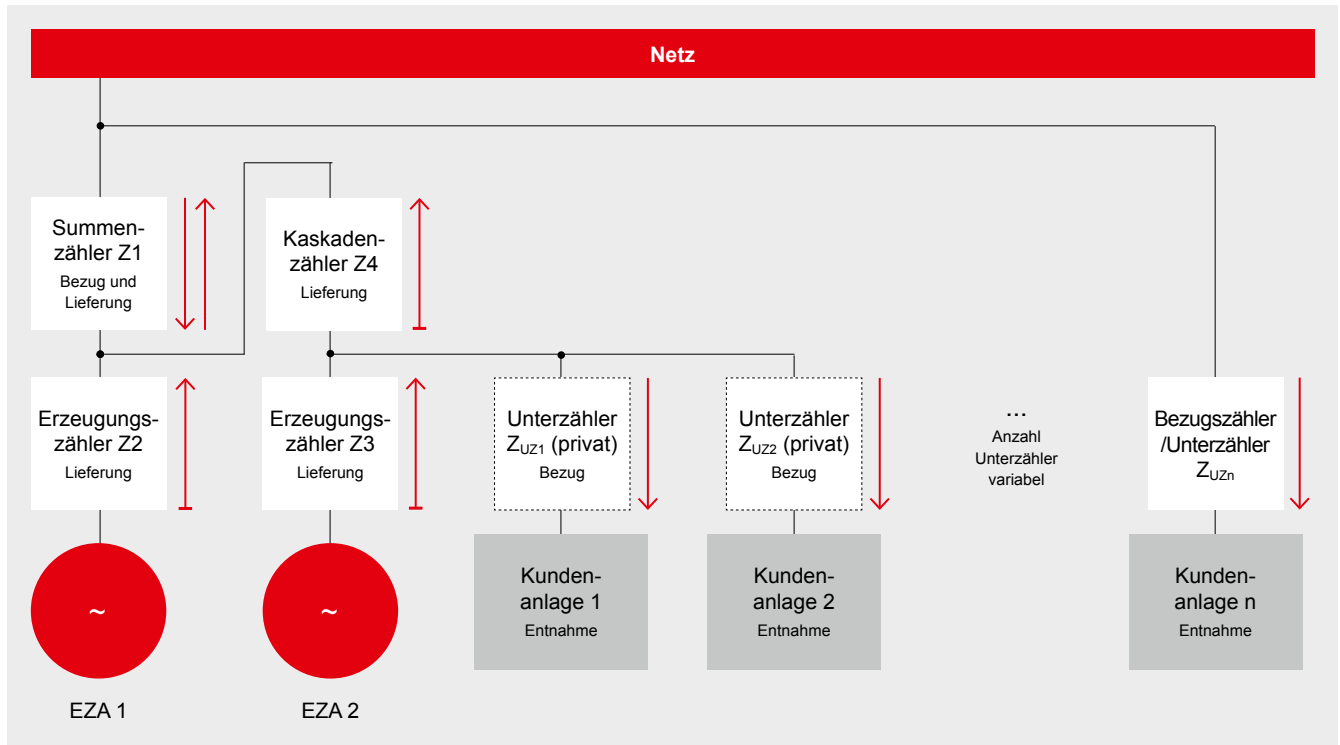 Netz
Summen-
zähler Z1
Bezug und
Lieferung
Kaskaden-
zähler Z4
Lieferung
Erzeugungs-
zähler Z2
Lieferung
Erzeugungs-
zähler Z3
Lieferung
Unterzähler
ZUZ1 (privat)
Bezug
Unterzähler
ZUZ2 (privat)
Bezug
...
Anzahl
Unterzähler
variabel
Bezugszähler
/Unterzähler
ZUZn
~
~
Kunden-
anlage 1
Entnahme
Kunden-
anlage 2
Entnahme
Kunden-
anlage n
Entnahme
EZA 1
EZA 2